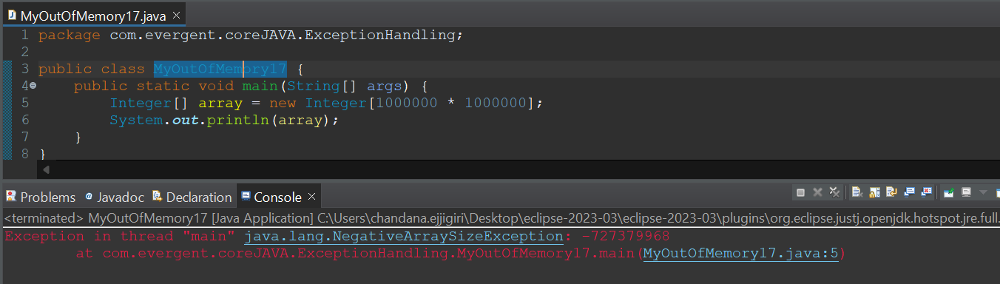 MyOutOfMemory17.java
1 package com.evergent.coreJAVA.ExceptionHandling;
2
3 public class MyOutOfMemory17 {
4 public static void main(String[] args) {
5 Integer[] array = new Integer[1000000 * 1000000];
6 System.out.println(array);
7 }
8 }
Problems Javadoc Declaration Console
<terminated> MyOutOfMemory17 [Java Application] C:\Users\chandana.ejjigiri\Desktop\eclipse-2023-03\eclipse-2023-03\plugins\org.eclipse.justj.openjdk.hotspot.jre.full.
Exception in thread "main" java.lang.NegativeArraySizeException: -727379968
at com.evergent.coreJAVA.ExceptionHandling.MyOutOfMemory17.main(MyOutOfMemory17.java:5)